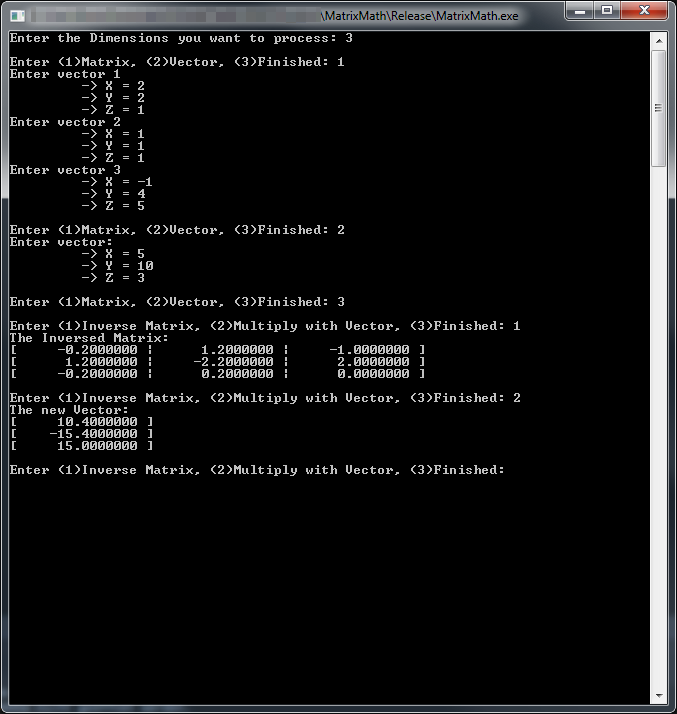 \MatrixMath\Release\MatrixMath.exe
Enter the Dimensions you want to process: 3
Enter (1)Matrix, (2)Vector, (3)Finished: 1
Enter vector 1
-> X = 2
-> Y = 2
-> Z = 1
Enter vector 2
-> X = 1
-> Y = 1
-> Z = 1
Enter vector 3
-> X = -1
-> Y = 4
-> Z = 5
Enter (1)Matrix, (2)Vector, (3)Finished: 2
Enter vector:
-> X = 5
-> Y = 10
-> Z = 3
Enter (1)Matrix, (2)Vector, (3)Finished: 3
Enter (1)Inverse Matrix, (2)Multiply with Vector, (3)Finished: 1
The Inversed Matrix:
[ -0.2000000 ¦ 1.2000000 ¦ -1.0000000 ]
[ 1.2000000 ¦ -2.2000000 ¦ 2.0000000 ]
[ -0.2000000 ¦ 0.2000000 ¦ 0.0000000 ]
Enter (1)Inverse Matrix, (2)Multiply with Vector, (3)Finished: 2
The new Vector:
[ 10.4000000 ]
[ -15.4000000 ]
[ 15.0000000 ]
Enter (1)Inverse Matrix, (2)Multiply with Vector, (3)Finished: